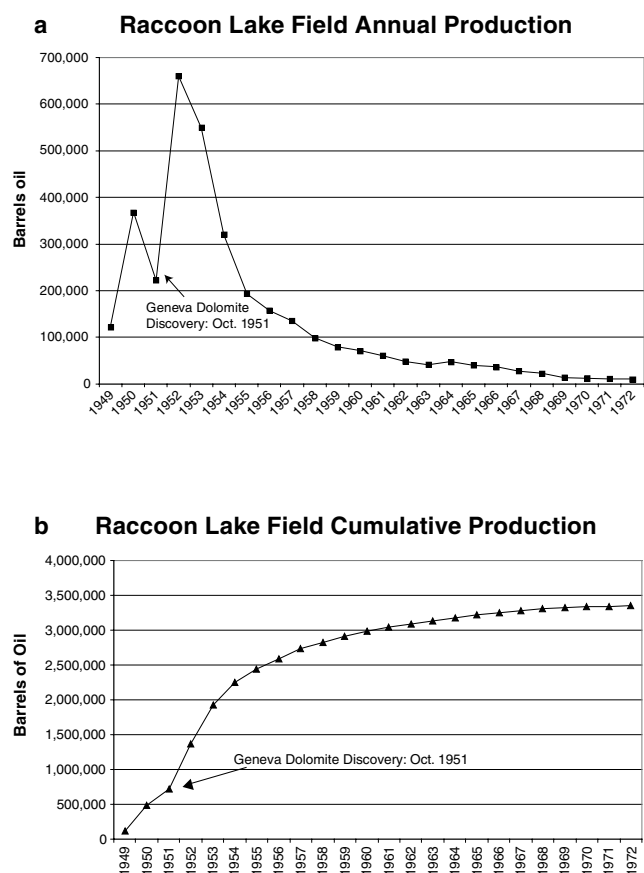 a Raccoon Lake Field Annual Production
700,000
600,000
500,000
400,000
300,000
200,000
100,000
0
Barrels oil
Geneva Dolomite
Discovery: Oct. 1951
1949 1950 1951 1952 1953 1954 1955 1956 1957 1958 1959 1960 1961 1962 1963 1964 1965 1966 1967 1968 1969 1970 1971 1972
b Raccoon Lake Field Cumulative Production
4,000,000
3,500,000
3,000,000
2,500,000
2,000,000
1,500,000
1,000,000
500,000
0
Barrels of Oil
Geneva Dolomite Discovery: Oct. 1951
1949 1950 1951 1952 1953 1954 1955 1956 1957 1958 1959 1960 1961 1962 1963 1964 1965 1966 1967 1968 1969 1970 1971 1972